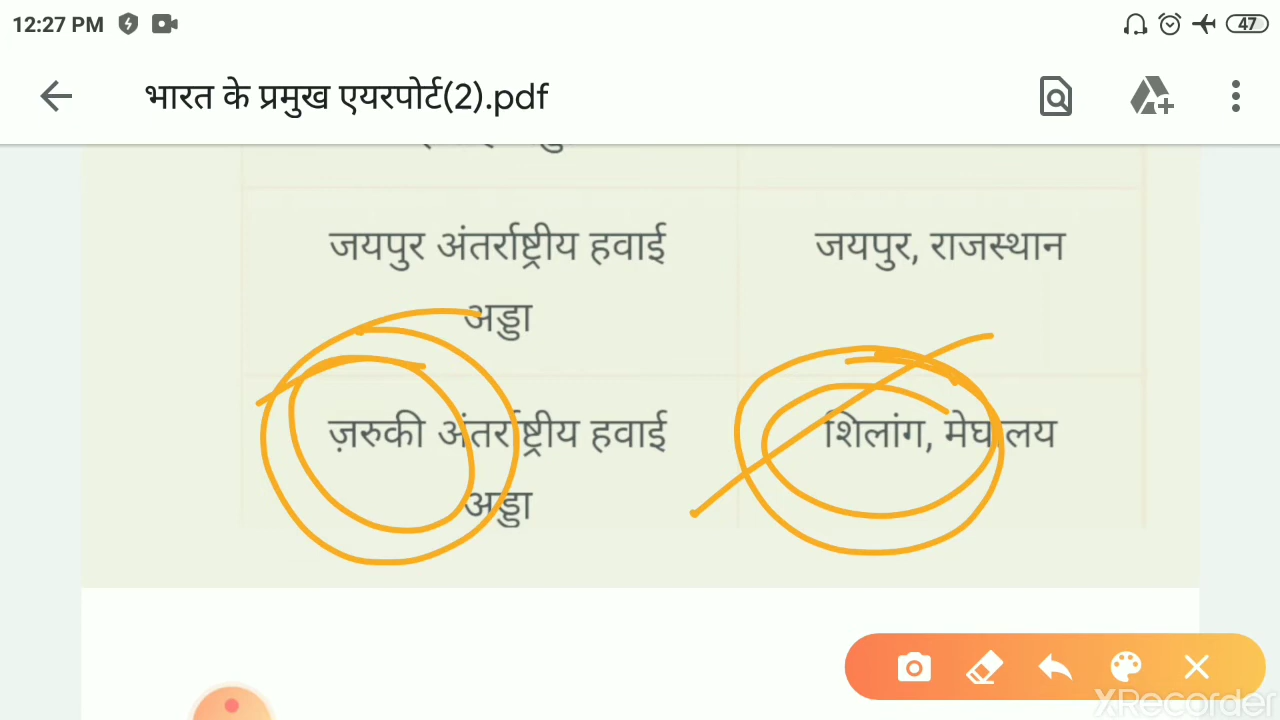 12:27 PM 47
भारत के प्रमुख एयरपोर्ट(2).pdf
जयपुर अंतर्राष्ट्रीय हवाई जयपुर, राजस्थान
अड्डा
ज़रुकी अंतर्राष्ट्रीय हवाई शिलांग, मेघालय
अड्डा
XRecorder